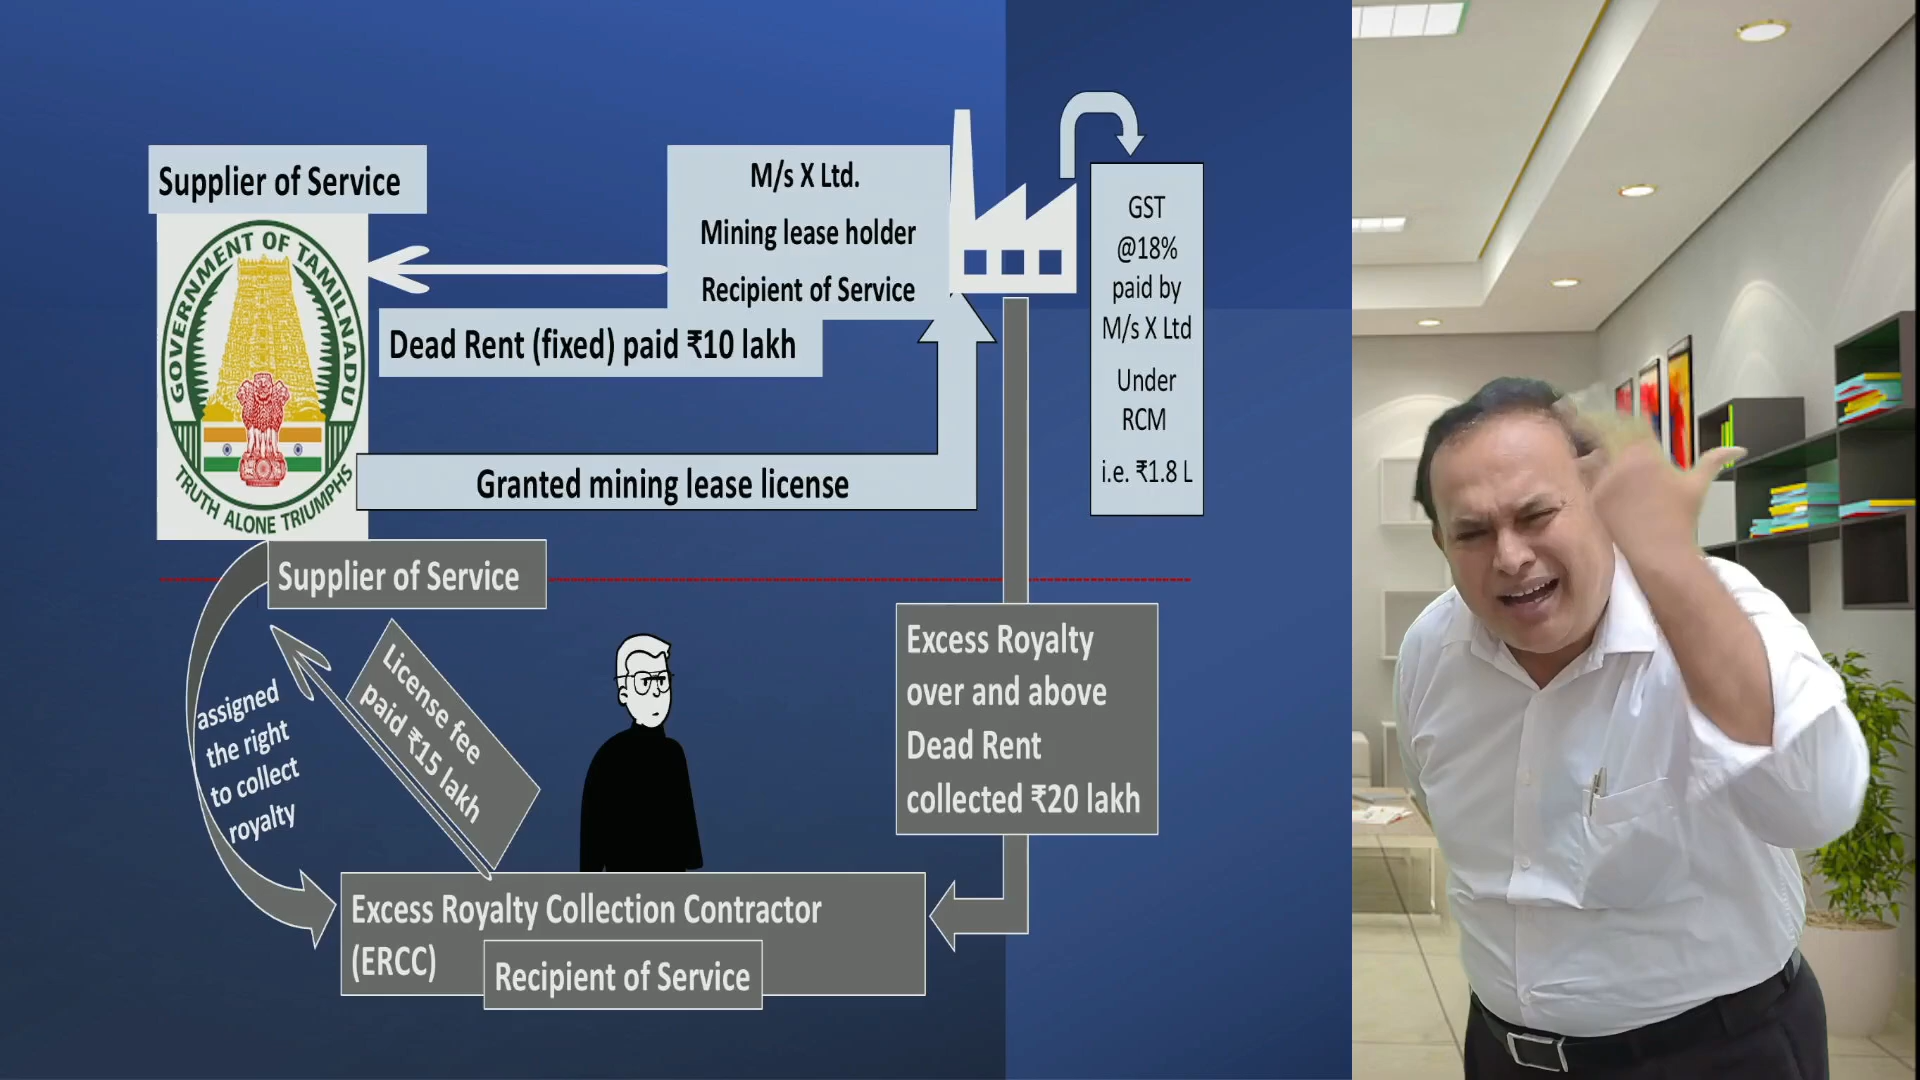 Supplier of Service
GOVERNMENT OF TAMILNADU
TRUTH ALONE TRIUMPHS
M/s X Ltd.
Mining lease holder
Recipient of Service
Dead Rent (fixed) paid ₹10 lakh
Granted mining lease license
GST
@18%
paid by
M/s X Ltd
Under
RCM
i.e. ₹1.8 L
Supplier of Service
assigned
the right
to collect
royalty
License fee
paid ₹15 lakh
Excess Royalty
over and above
Dead Rent
collected ₹20 lakh
Excess Royalty Collection Contractor
(ERCC)
Recipient of Service